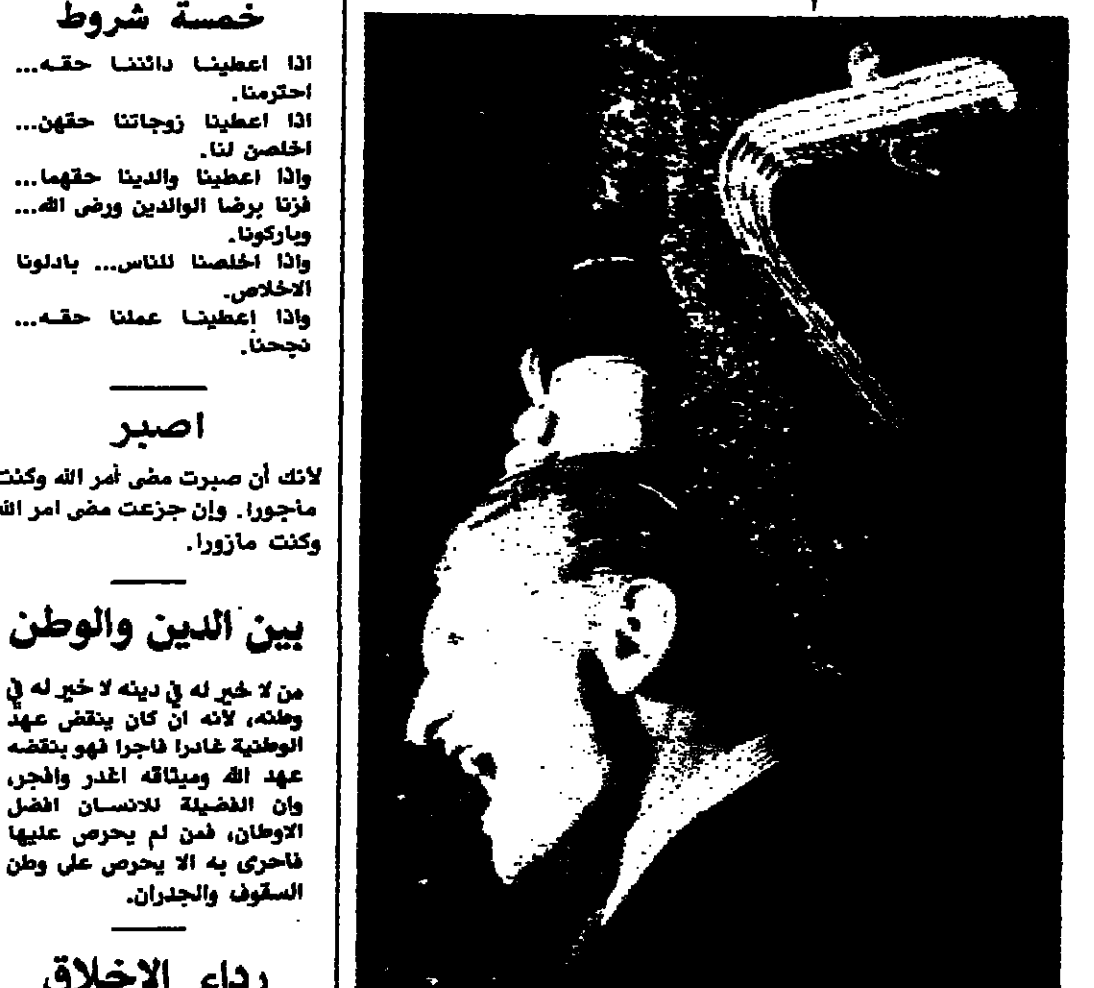 خمسة شروط
اذا اعطينا دائننا حقه...
احترمنا.
اذا اعطينا زوجاتنا حقهن...
اخلصن لنا.
واذا اعطينا والدينا حقهما...
فزنا برضا الوالدين ورضى الله...
وباركونا.
واذا اخلصنا للناس... بادلونا
الاخلاص.
واذا إعطينا عملنا حقه...
نجحنا.
اصبر
لأنك أن صبرت مضى أمر الله وكنت
مأجورا. وإن جزعت مضى امر الله
وكنت مأزورا.
بين الدين والوطن
من لا خير له في دينه لا خير له في
وطنه، لأنه ان كان ينقض عهد
الوطنية غادرا فاجرا فهو بنقضه
عهد الله وميثاقه اغدر وافجر،
وإن الفضيلة للانسان افضل
الاوطان، فمن لم يحرص عليها
فاحرى به الا يحرص على وطن
السقوف والجدران.
رداء الاخلاق